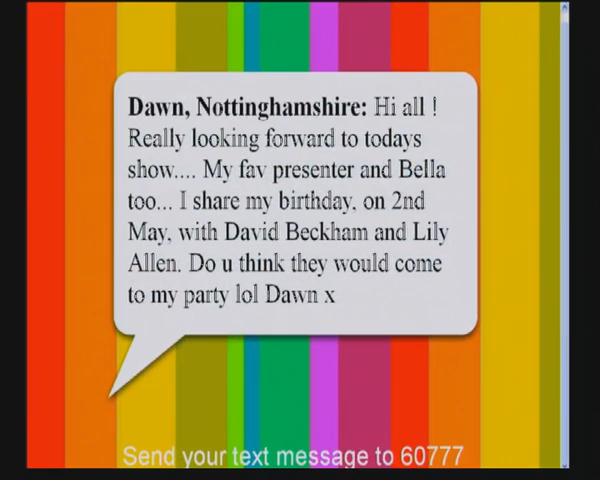 Dawn, Nottinghamshire: Hi all !
Really looking forward to todays
show.... My fav presenter and Bella
too... I share my birthday, on 2nd
May, with David Beckham and Lily
Allen. Do u think they would come
to my party lol Dawn x
Send your text message to 60777